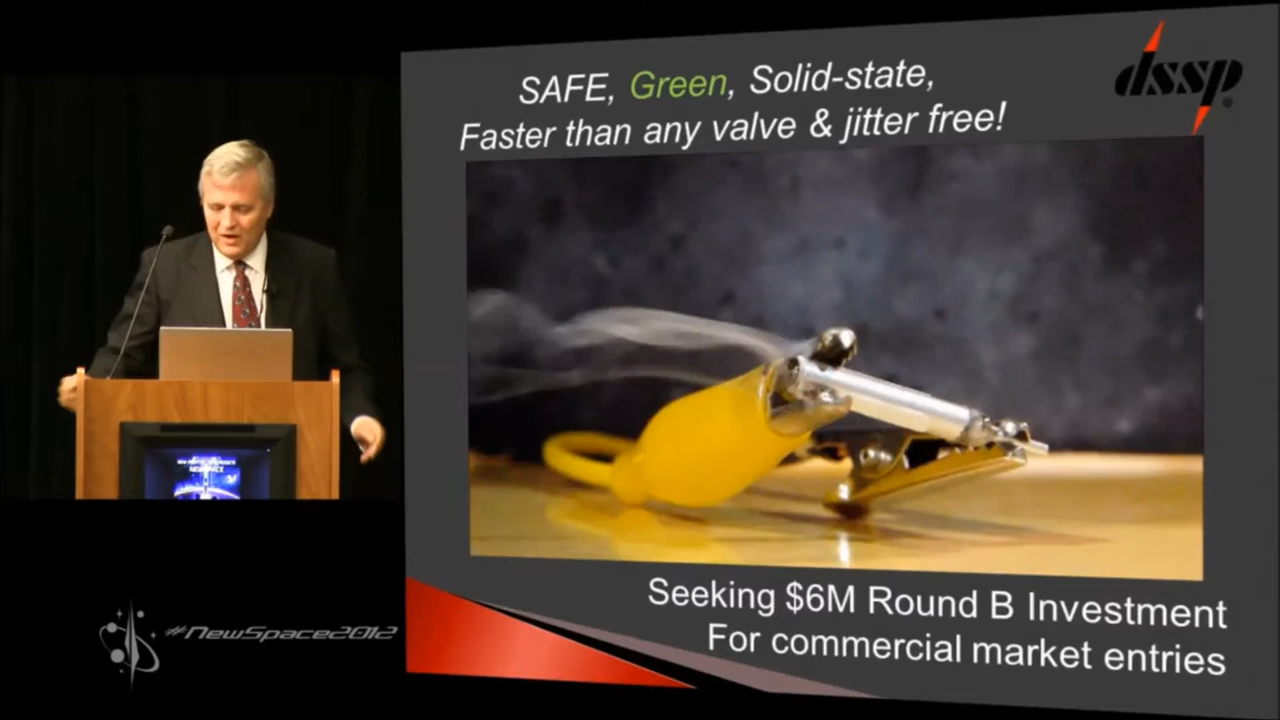 SAFE, Green, Solid-state,
Faster than any valve & jitter free!
dssp
Seeking $6M Round B Investment
For commercial market entries
#NewSpace2012